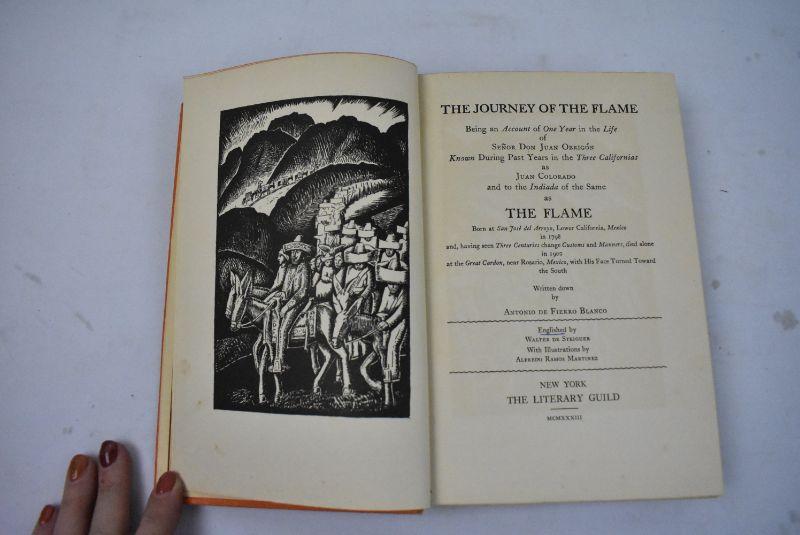 THE JOURNEY OF THE FLAME
Being an Account of One Year in the Life
of
SEÑOR DON JUAN OBRIGÓN
Known During Past Years in the Three Californias
as
JUAN COLORADO
and to the Indiada of the Same
as
THE FLAME
Born at San José del Arroyo, Lower California, Mexico
in 1798
and, having seen Three Centuries change Customs and Manners, died alone
in 1902
at the Great Cardon, near Rosario, Mexico, with His Face Turned Toward
the South
Written down
by
ANTONIO DE FIERRO BLANCO
Englished by
WALTER DE STEIGUER
With Illustrations by
ALFREDO RAMOS MARTINEZ
NEW YORK
THE LITERARY GUILD
MCMXXXIII